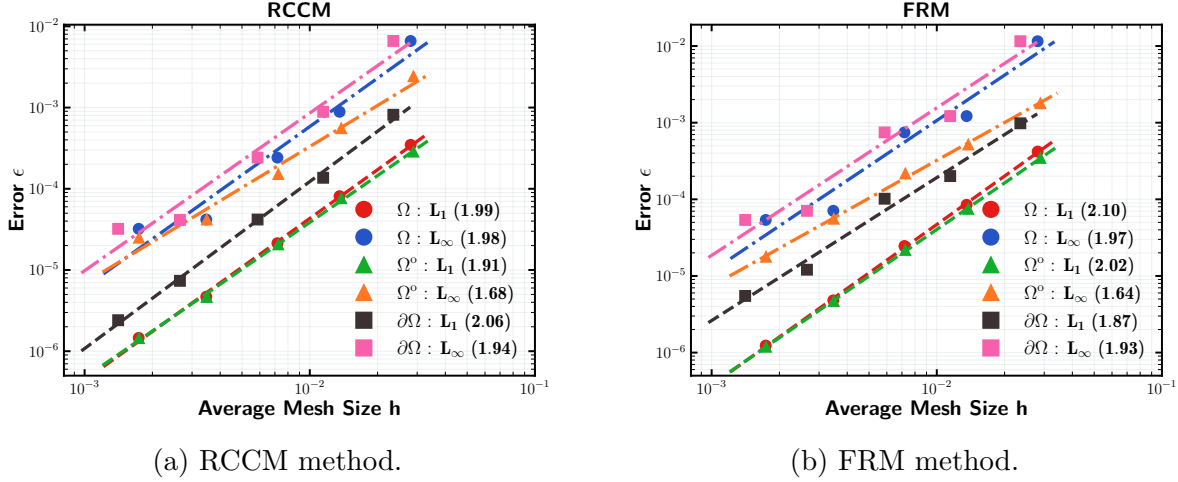 RCCM
10⁻²
10⁻³
10⁻⁴
10⁻⁵
10⁻⁶
Error ϵ
Ω : L₁ (1.99)
Ω : L∞ (1.98)
Ωᵒ : L₁ (1.91)
Ωᵒ : L∞ (1.68)
∂Ω : L₁ (2.06)
∂Ω : L∞ (1.94)
10⁻³
10⁻²
10⁻¹
Average Mesh Size h
(a) RCCM method.
FRM
10⁻²
10⁻³
10⁻⁴
10⁻⁵
10⁻⁶
Error ϵ
Ω : L₁ (2.10)
Ω : L∞ (1.97)
Ωᵒ : L₁ (2.02)
Ωᵒ : L∞ (1.64)
∂Ω : L₁ (1.87)
∂Ω : L∞ (1.93)
10⁻³
10⁻²
10⁻¹
Average Mesh Size h
(b) FRM method.